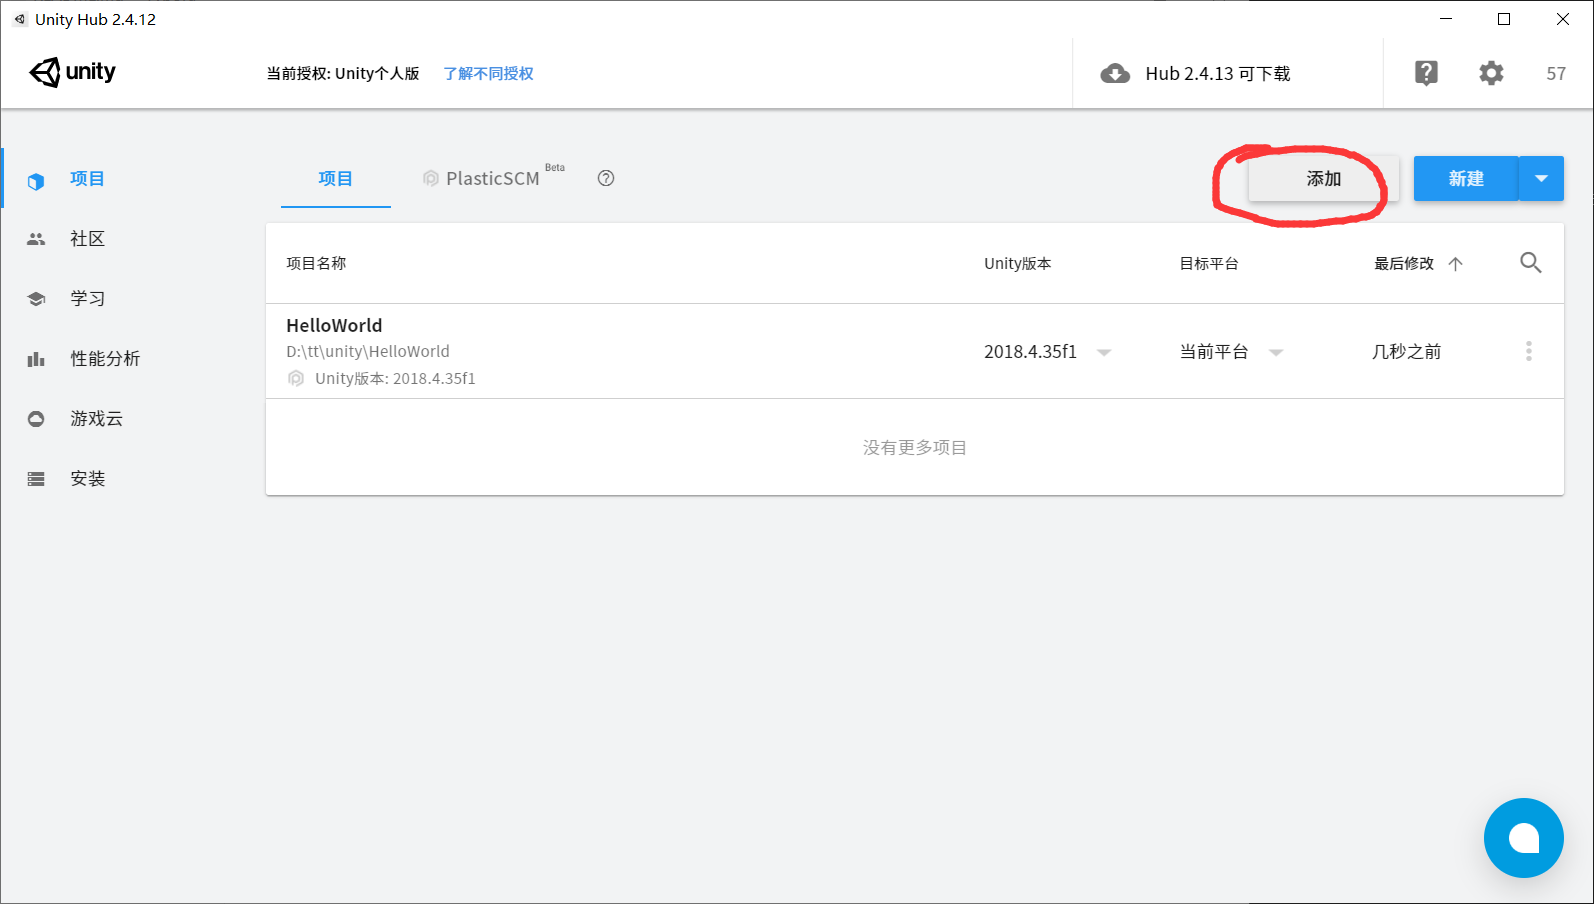 Unity Hub 2.4.12
unity
当前授权: Unity个人版 了解不同授权
Hub 2.4.13 可下载
57
项目
社区
学习
性能分析
游戏云
安装
项目
PlasticSCM Beta
添加
新建
项目名称 Unity版本 目标平台 最后修改
HelloWorld
D:\tt\unity\HelloWorld
Unity版本: 2018.4.35f1
2018.4.35f1 当前平台 几秒之前
没有更多项目